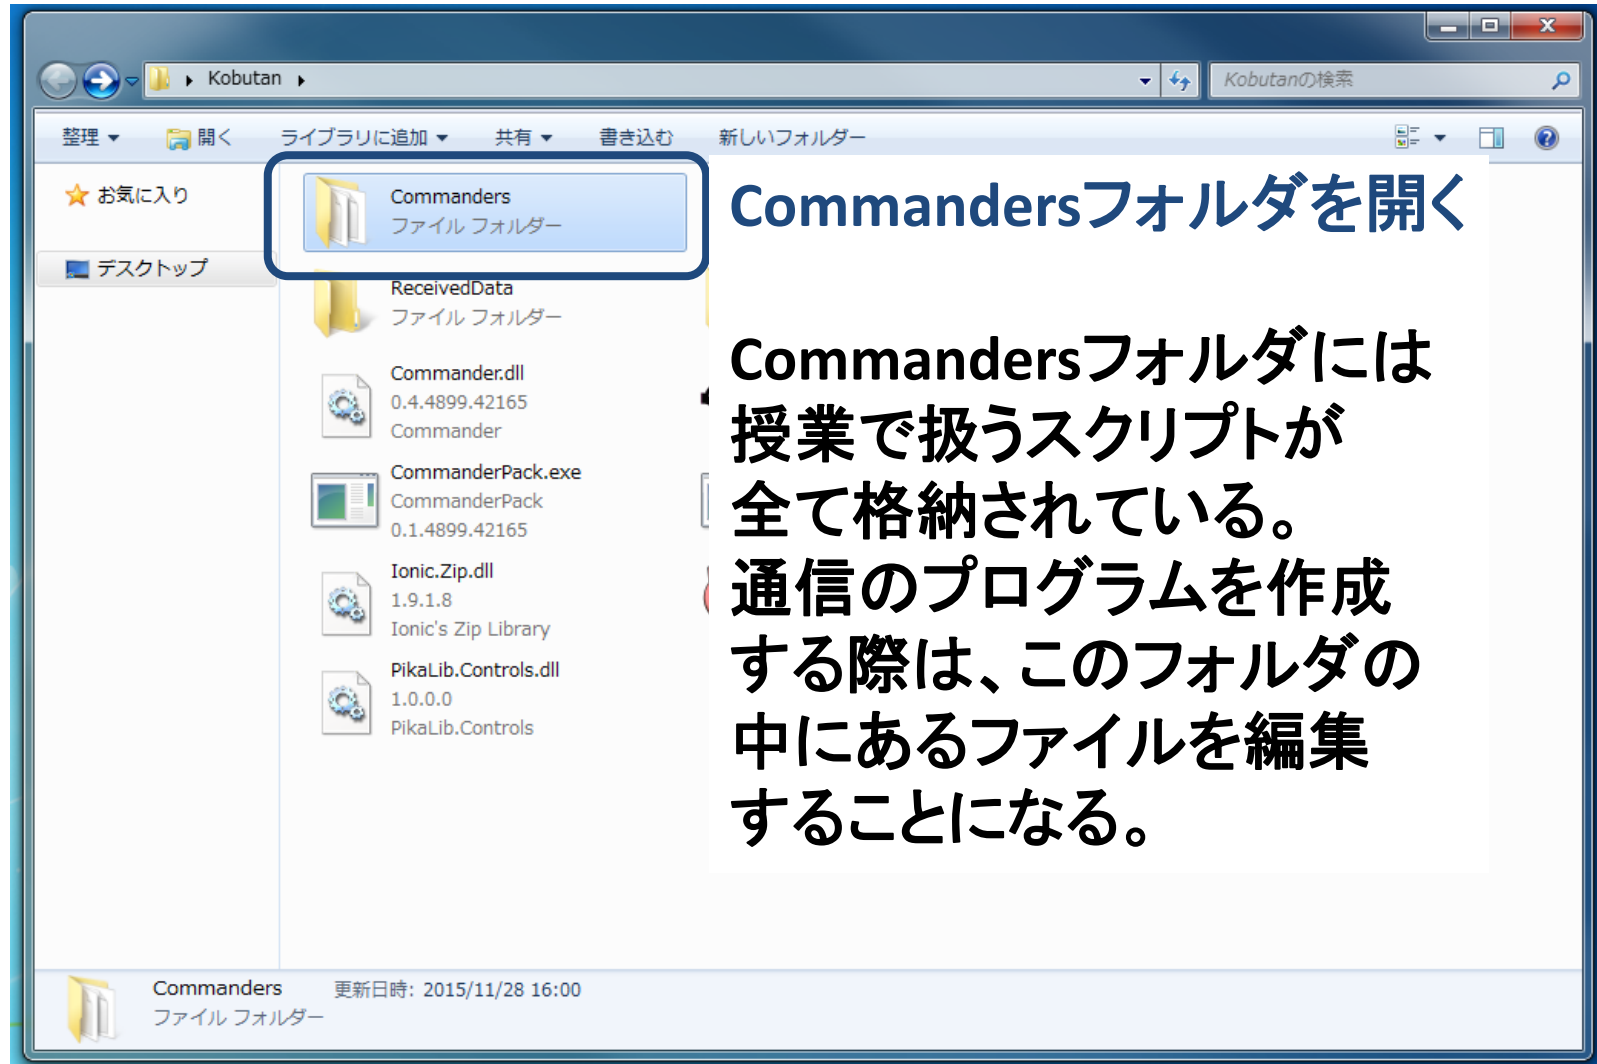 Kobutan
Kobutanの検索
整理 開く ライブラリに追加 共有 書き込む 新しいフォルダー
お気に入り
デスクトップ
Commanders
ファイル フォルダー
ReceivedData
ファイル フォルダー
Commander.dll
0.4.4899.42165
Commander
CommanderPack.exe
CommanderPack
0.1.4899.42165
Ionic.Zip.dll
1.9.1.8
Ionic's Zip Library
PikaLib.Controls.dll
1.0.0.0
PikaLib.Controls
Commandersフォルダを開く
Commandersフォルダには
授業で扱うスクリプトが
全て格納されている。
通信のプログラムを作成
する際は、このフォルダの
中にあるファイルを編集
することになる。
Commanders 更新日時: 2015/11/28 16:00
ファイル フォルダー